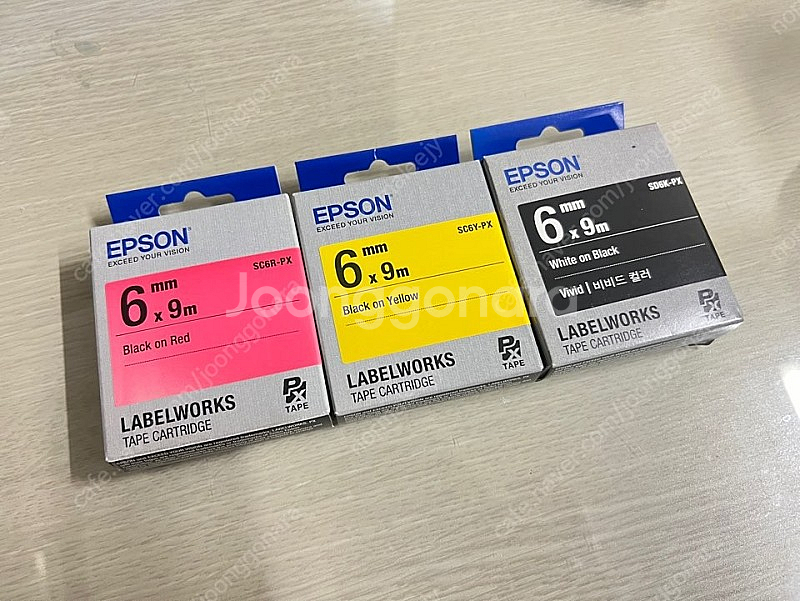 EPSON
EXCEED YOUR VISION
SC6R-PX
6 mm x 9m
Black on Red
LABELWORKS
TAPE CARTRIDGE
PX
TAPE
EPSON
EXCEED YOUR VISION
SC6Y-PX
6 mm x 9m
Black on Yellow
LABELWORKS
TAPE CARTRIDGE
PX
TAPE
EPSON
EXCEED YOUR VISION
SD6K-PX
6 mm x 9m
White on Black
Vivid | 비비드 컬러
LABELWORKS
TAPE CARTRIDGE
PX
TAPE
Joonggonara